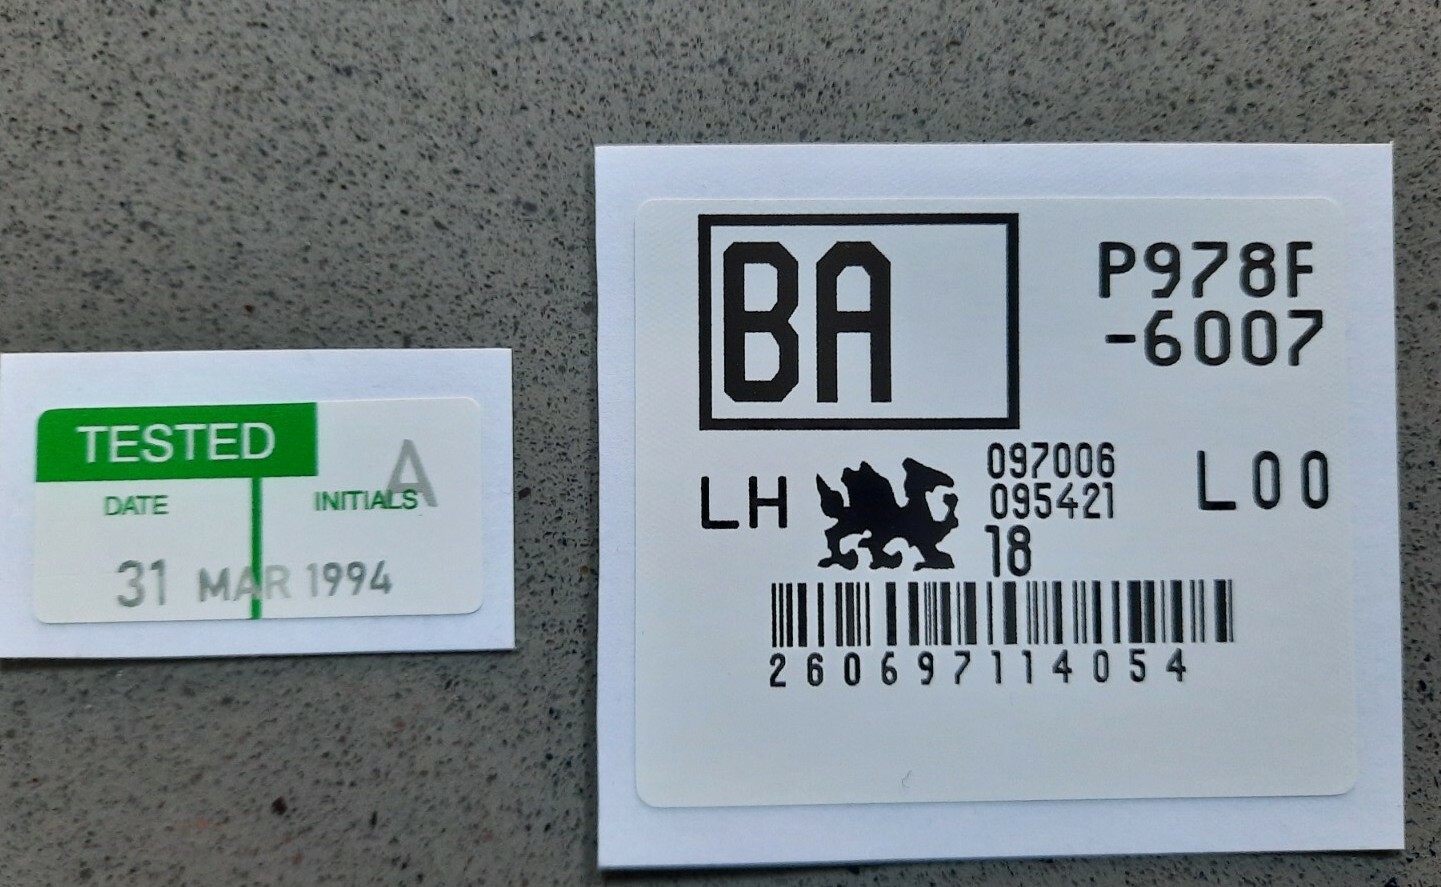 TESTED
A
DATE INITIALS
31 MAR 1994
BA
P978F
-6007
LH
097006
095421
18
L00
260697114054